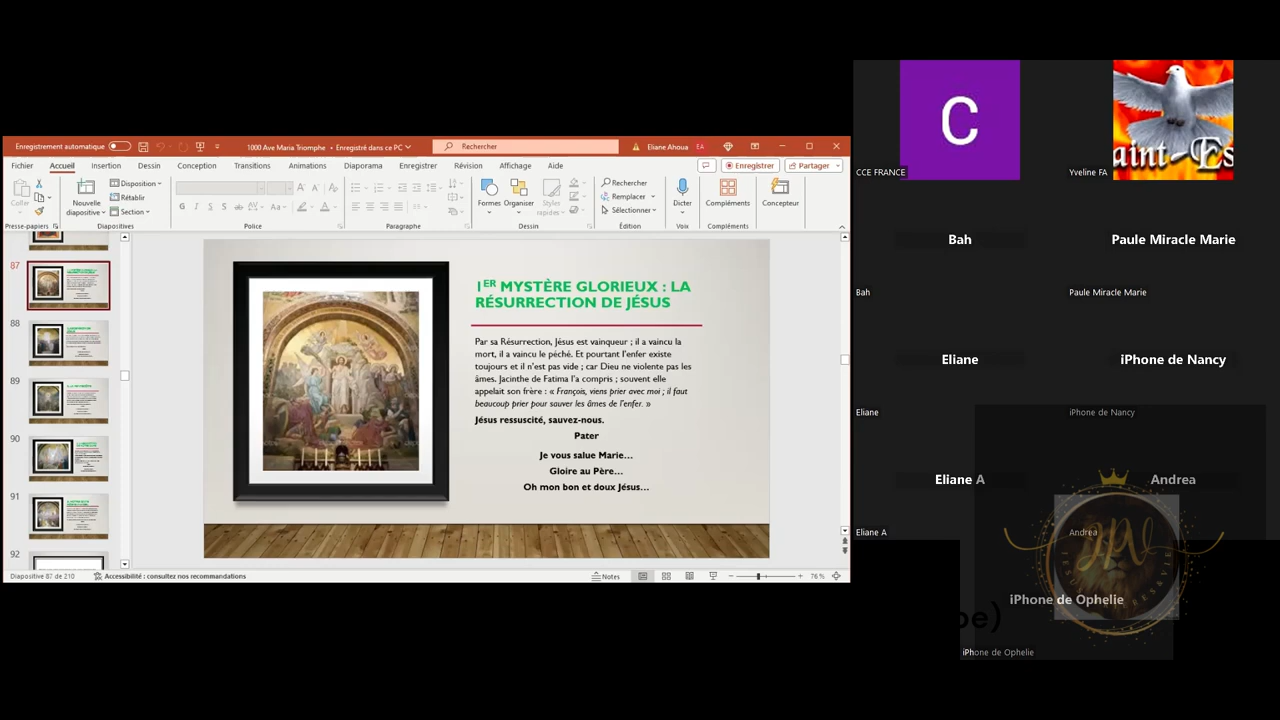 Enregistrement automatique
1000 Ave Maria Triomphe • Enregistré dans ce PC
Rechercher
Eliane Ahoua EA
Fichier Accueil Insertion Dessin Conception Transitions Animations Diaporama Enregistrer Révision Affichage Aide
Enregistrer Partager
Coller
Nouvelle
diapositive
Disposition
Rétablir
Section
G I S S ab AV Aa
Formes Organiser Styles
rapides
Rechercher
Remplacer
Sélectionner
Dicter Compléments Concepteur
Presse-papiers Diapositives Police Paragraphe Dessin Édition Voix Compléments
87
88
89
90
91
92
1ER MYSTÈRE GLORIEUX : LA
RÉSURRECTION DE JÉSUS
Par sa Résurrection, Jésus est vainqueur ; il a vaincu la
mort, il a vaincu le péché. Et pourtant l'enfer existe
toujours et il n'est pas vide ; car Dieu ne violente pas les
âmes. Jacinthe de Fatima l'a compris ; souvent elle
appelait son frère : « François, viens prier avec moi ; il faut
beaucoup prier pour sauver les âmes de l'enfer. »
Jésus ressuscité, sauvez-nous.
Pater
Je vous salue Marie…
Gloire au Père…
Oh mon bon et doux Jésus…
Diapositive 87 de 210 Accessibilité : consultez nos recommandations Notes 76 %
C
aint-Es
CCE FRANCE
Yveline FA
Bah
Paule Miracle Marie
Bah
Paule Miracle Marie
Eliane
iPhone de Nancy
Eliane
iPhone de Nancy
Eliane A
Andrea
Eliane A
Andrea
iPhone de Ophelie
be)
iPhone de Ophelie